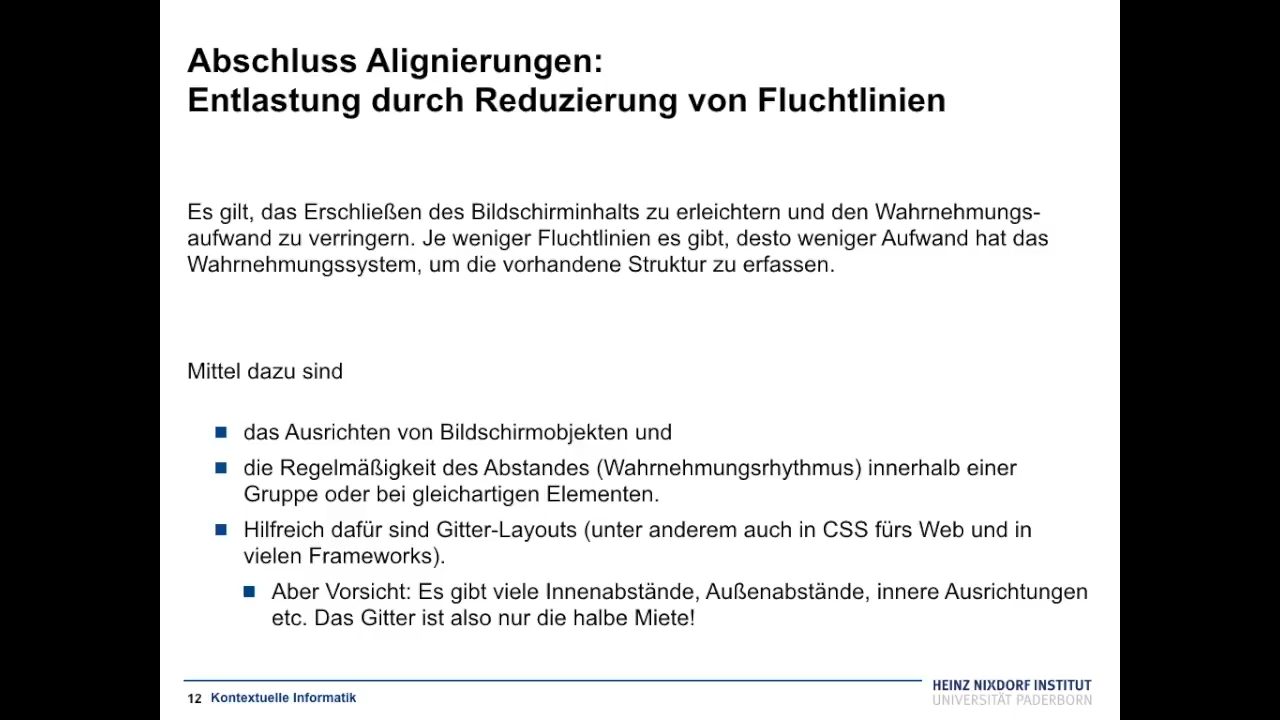 Abschluss Alignierungen:
Entlastung durch Reduzierung von Fluchtlinien
Es gilt, das Erschließen des Bildschirminhalts zu erleichtern und den Wahrnehmungs-
aufwand zu verringern. Je weniger Fluchtlinien es gibt, desto weniger Aufwand hat das
Wahrnehmungssystem, um die vorhandene Struktur zu erfassen.
Mittel dazu sind
das Ausrichten von Bildschirmobjekten und
die Regelmäßigkeit des Abstandes (Wahrnehmungsrhythmus) innerhalb einer
Gruppe oder bei gleichartigen Elementen.
Hilfreich dafür sind Gitter-Layouts (unter anderem auch in CSS fürs Web und in
vielen Frameworks).
Aber Vorsicht: Es gibt viele Innenabstände, Außenabstände, innere Ausrichtungen
etc. Das Gitter ist also nur die halbe Miete!
12 Kontextuelle Informatik
HEINZ NIXDORF INSTITUT
UNIVERSITÄT PADERBORN